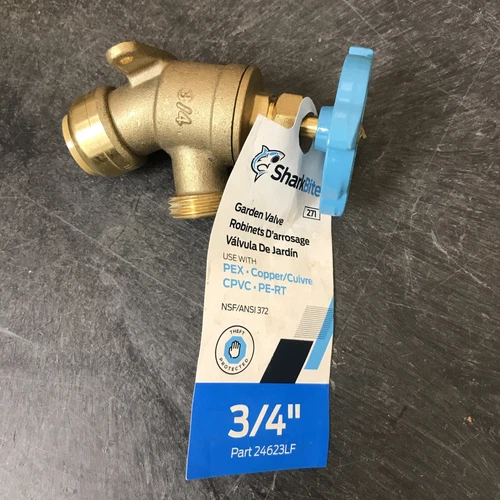 3/4
SharkBite
271
Garden Valve
Robinets D'arrosage
Válvula De Jardín
USE WITH
PEX • Copper/Cuivre
CPVC • PE-RT
NSF/ANSI 372
THEFT
PROTECTED
3/4"
Part 24623LF